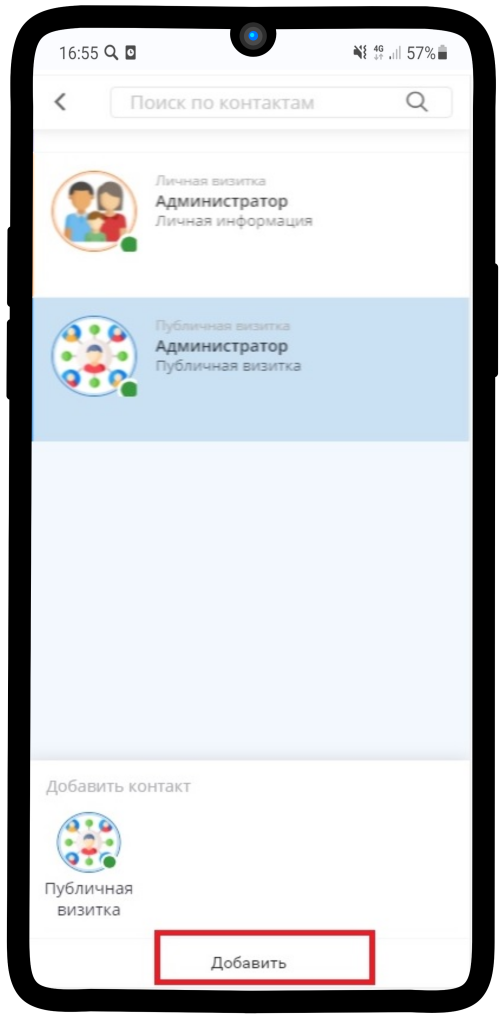 16:55
4G
57%
Поиск по контактам
Личная визитка
Администратор
Личная информация
Публичная визитка
Администратор
Публичная визитка
Добавить контакт
Публичная
визитка
Добавить